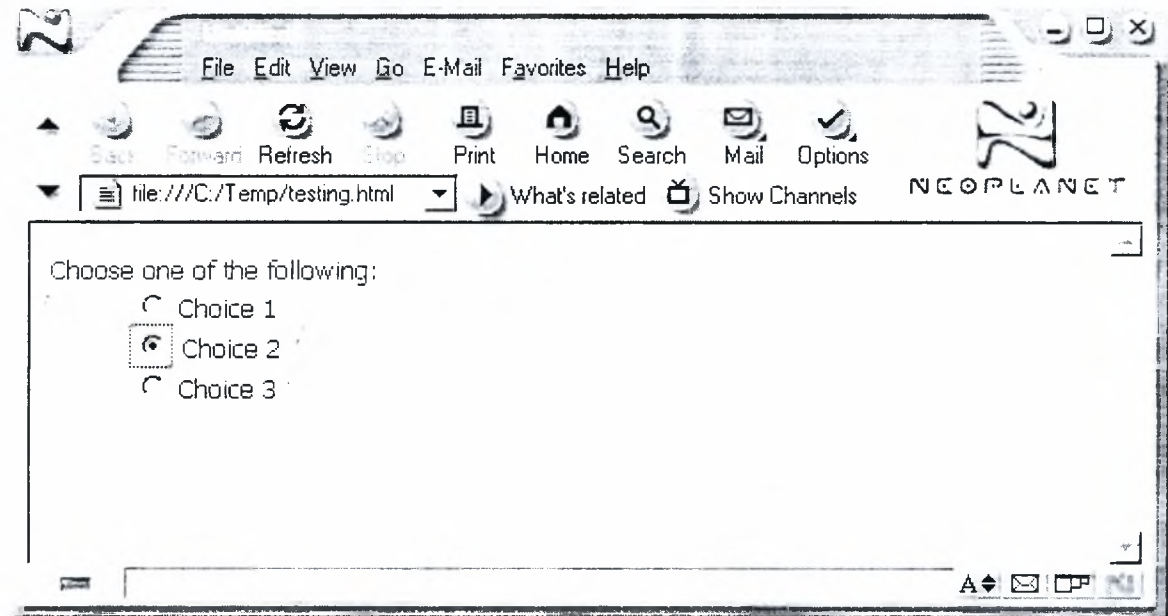 File Edit View Go E-Mail Favorites Help
Back Forward Refresh Stop Print Home Search Mail Options
file:///C:/Temp/testing.html What's related Show Channels NEOPLANET
Choose one of the following:
Choice 1
Choice 2
Choice 3
A